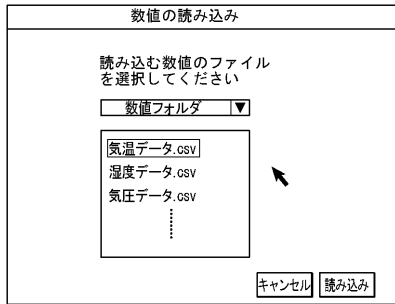 数値の読み込み
読み込む数値のファイル
を選択してください
数値フォルダ ▼
気温データ.csv
湿度データ.csv
気圧データ.csv
キャンセル 読み込み